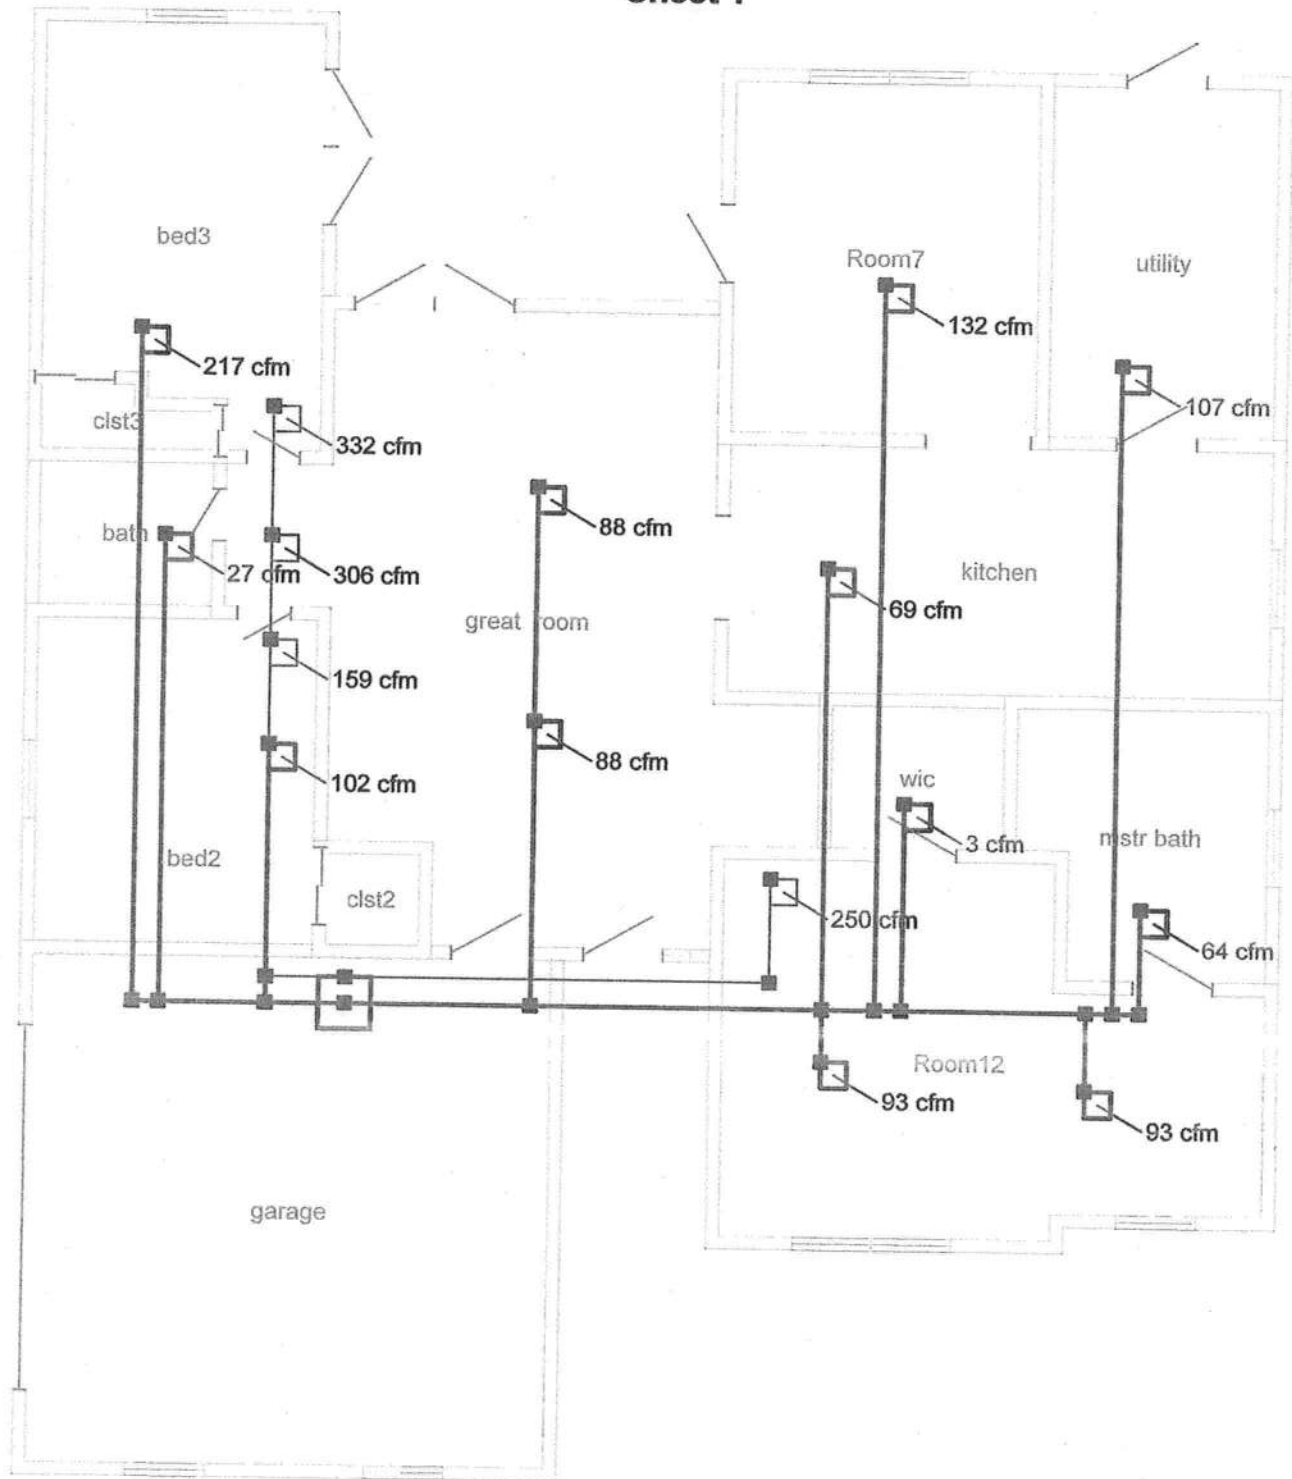 bed3
Room7
utility
132 cfm
217 cfm
clst3
107 cfm
332 cfm
88 cfm
bath
27 cfm
306 cfm
kitchen
69 cfm
great room
159 cfm
88 cfm
102 cfm
wic
3 cfm
mstr bath
bed2
clst2
250 cfm
64 cfm
Room12
93 cfm
93 cfm
garage